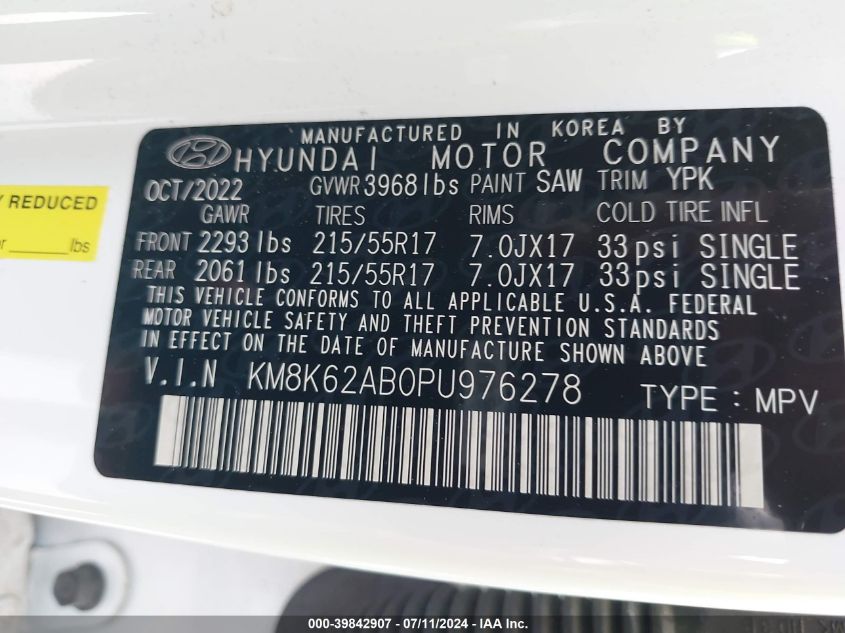 MANUFACTURED IN KOREA BY
HYUNDAI MOTOR COMPANY
OCT/2022 GVWR 3968 lbs PAINT SAW TRIM YPK
GAWR TIRES RIMS COLD TIRE INFL
FRONT 2293 lbs 215/55R17 7.0JX17 33psi SINGLE
REAR 2061 lbs 215/55R17 7.0JX17 33psi SINGLE
THIS VEHICLE CONFORMS TO ALL APPLICABLE U.S.A. FEDERAL
MOTOR VEHICLE SAFETY AND THEFT PREVENTION STANDARDS
IN EFFECT ON THE DATE OF MANUFACTURE SHOWN ABOVE
V.I.N KM8K62AB0PU976278 TYPE : MPV
REDUCED
lbs
000-39842907 - 07/11/2024 - IAA Inc.